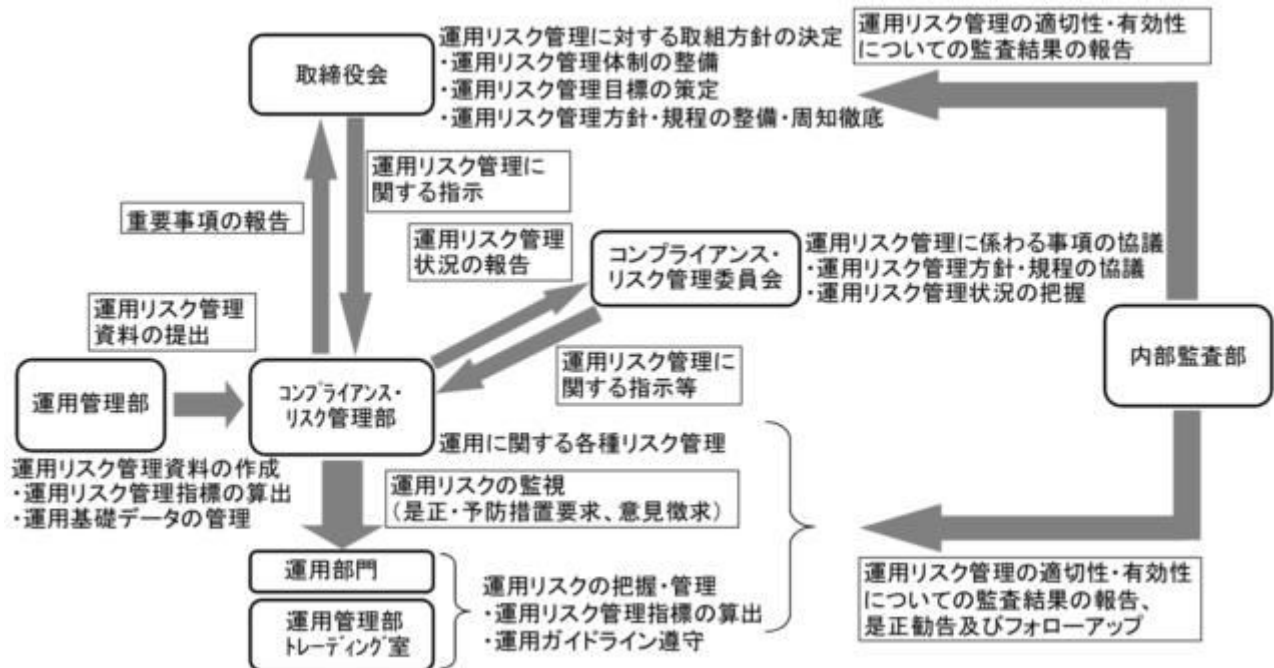 取締役会
運用リスク管理に対する取組方針の決定
・運用リスク管理体制の整備
・運用リスク管理目標の策定
・運用リスク管理方針・規程の整備・周知徹底
運用リスク管理の適切性・有効性
についての監査結果の報告
運用リスク管理に
関する指示
重要事項の報告
運用リスク管理
状況の報告
コンプライアンス・
リスク管理委員会
運用リスク管理に係わる事項の協議
・運用リスク管理方針・規程の協議
・運用リスク管理状況の把握
運用リスク管理
資料の提出
運用リスク管理に
関する指示等
内部監査部
運用管理部
コンプライアンス・
リスク管理部
運用に関する各種リスク管理
運用リスク管理資料の作成
・運用リスク管理指標の算出
・運用基礎データの管理
運用リスクの監視
(是正・予防措置要求、意見徴求)
運用部門
運用管理部
トレーディング室
運用リスクの把握・管理
・運用リスク管理指標の算出
・運用ガイドライン遵守
運用リスク管理の適切性・有効性
についての監査結果の報告、
是正勧告及びフォローアップ